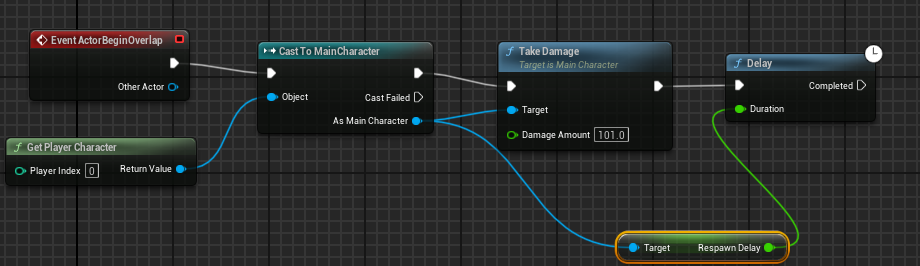 Event ActorBeginOverlap
Other Actor
Get Player Character
Player Index 0
Return Value
Cast To MainCharacter
Object
Cast Failed
As Main Character
Take Damage
Target is Main Character
Target
Damage Amount 101.0
Delay
Completed
Duration
Target Respawn Delay